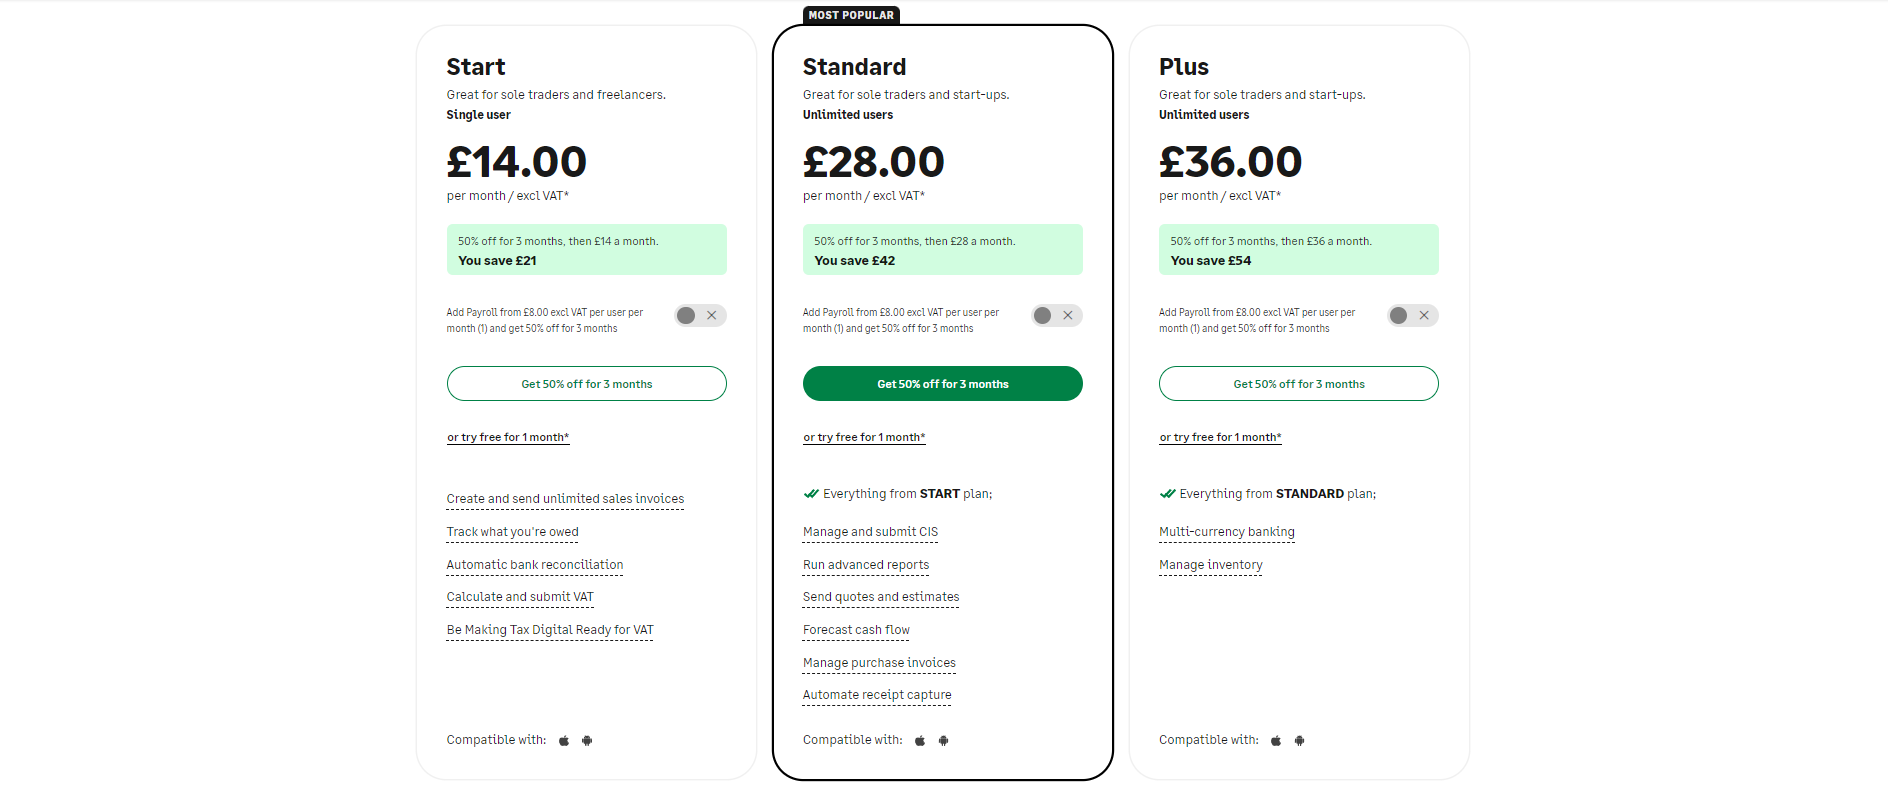 MOST POPULAR
Start
Great for sole traders and freelancers.
Single user
£14.00
per month / excl VAT*
50% off for 3 months, then £14 a month.
You save £21
Add Payroll from £8.00 excl VAT per user per
month (1) and get 50% off for 3 months
Get 50% off for 3 months
or try free for 1 month*
Create and send unlimited sales invoices
Track what you're owed
Automatic bank reconciliation
Calculate and submit VAT
Be Making Tax Digital Ready for VAT
Compatible with:
Standard
Great for sole traders and start-ups.
Unlimited users
£28.00
per month / excl VAT*
50% off for 3 months, then £28 a month.
You save £42
Add Payroll from £8.00 excl VAT per user per
month (1) and get 50% off for 3 months
Get 50% off for 3 months
or try free for 1 month*
Everything from START plan;
Manage and submit CIS
Run advanced reports
Send quotes and estimates
Forecast cash flow
Manage purchase invoices
Automate receipt capture
Compatible with:
Plus
Great for sole traders and start-ups.
Unlimited users
£36.00
per month / excl VAT*
50% off for 3 months, then £36 a month.
You save £54
Add Payroll from £8.00 excl VAT per user per
month (1) and get 50% off for 3 months
Get 50% off for 3 months
or try free for 1 month*
Everything from STANDARD plan;
Multi-currency banking
Manage inventory
Compatible with: